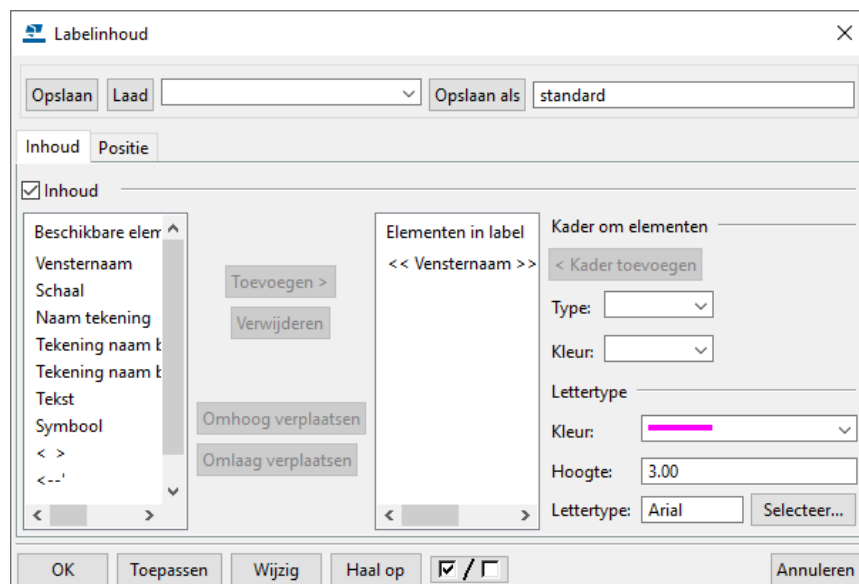 Labelinhoud
Opslaan Laad Opslaan als standard
Inhoud Positie
Inhoud
Beschikbare elem
Vensternaam
Schaal
Naam tekening
Tekening naam b
Tekening naam b
Tekst
Symbool
< >
<--'
Toevoegen >
Verwijderen
Omhoog verplaatsen
Omlaag verplaatsen
Elementen in label
<< Vensternaam >>
Kader om elementen
< Kader toevoegen
Type:
Kleur:
Lettertype
Kleur:
Hoogte: 3.00
Lettertype: Arial Selecteer...
OK Toepassen Wijzig Haal op / Annuleren